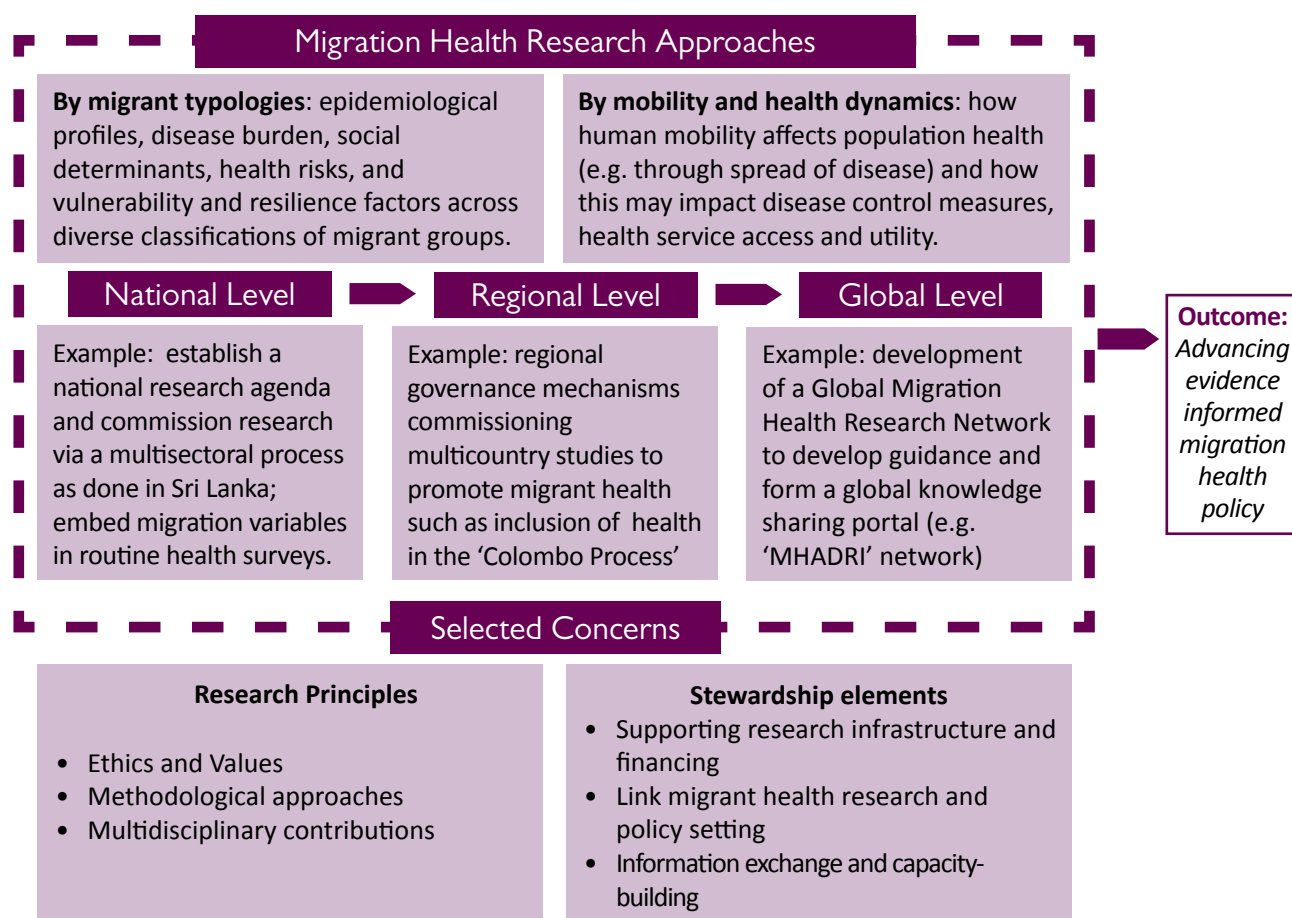 Migration Health Research Approaches
By migrant typologies: epidemiological
profiles, disease burden, social
determinants, health risks, and
vulnerability and resilience factors across
diverse classifications of migrant groups.
By mobility and health dynamics: how
human mobility affects population health
(e.g. through spread of disease) and how
this may impact disease control measures,
health service access and utility.
National Level
Regional Level
Global Level
Example: establish a
national research agenda
and commission research
via a multisectoral process
as done in Sri Lanka;
embed migration variables
in routine health surveys.
Example: regional
governance mechanisms
commissioning
multicountry studies to
promote migrant health
such as inclusion of health
in the ‘Colombo Process’
Example: development
of a Global Migration
Health Research Network
to develop guidance and
form a global knowledge
sharing portal (e.g.
‘MHADRI’ network)
Outcome:
Advancing
evidence
informed
migration
health
policy
Selected Concerns
Research Principles
• Ethics and Values
• Methodological approaches
• Multidisciplinary contributions
Stewardship elements
• Supporting research infrastructure and
financing
• Link migrant health research and
policy setting
• Information exchange and capacity-
building